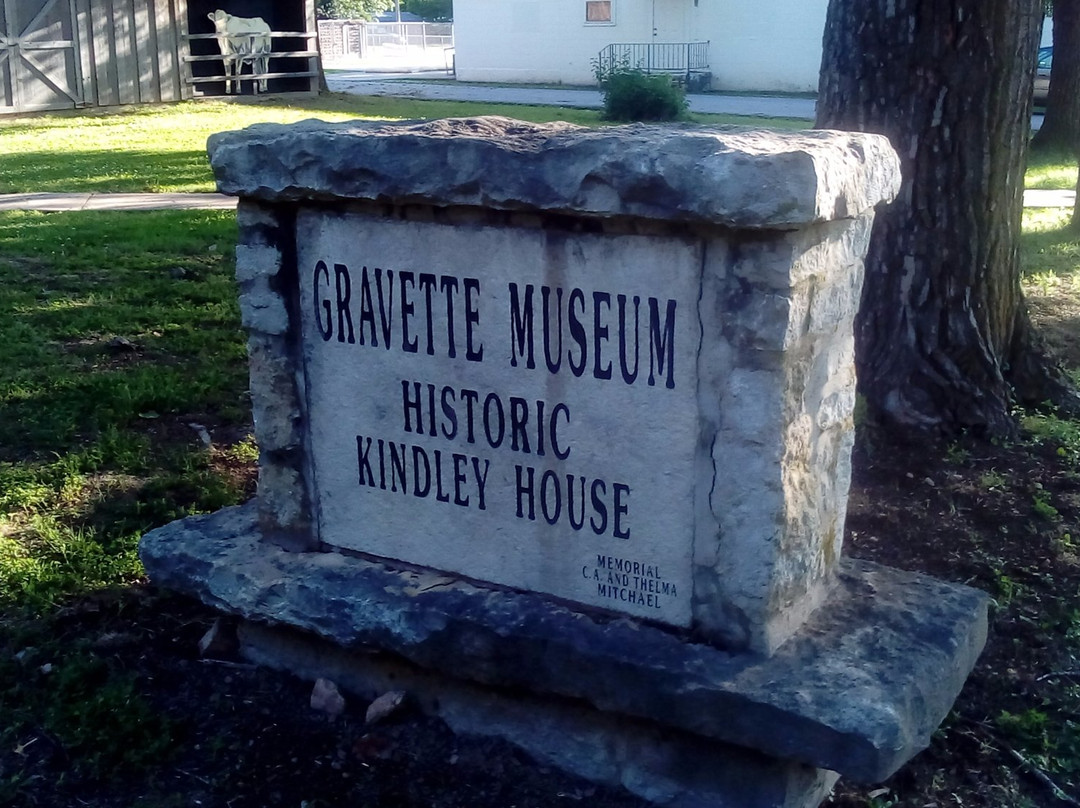 GRAVETTE MUSEUM
HISTORIC
KINDLEY HOUSE
MEMORIAL
C.A. AND THELMA
MITCHAEL